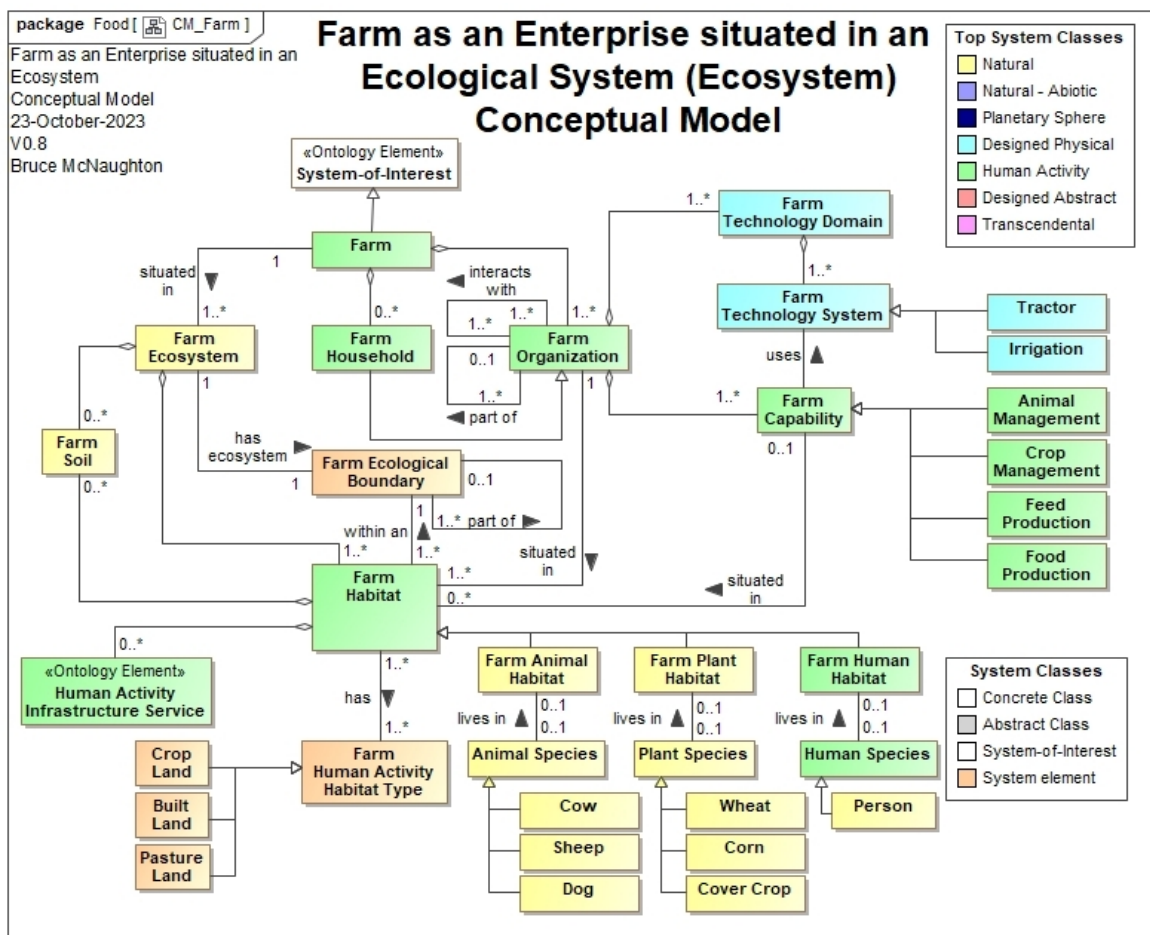 package Food [ CM_Farm ]
Farm as an Enterprise situated in an
Ecosystem
Conceptual Model
23-October-2023
V0.8
Bruce McNaughton
Farm as an Enterprise situated in an
Ecological System (Ecosystem)
Conceptual Model
Top System Classes
Natural
Natural - Abiotic
Planetary Sphere
Designed Physical
Human Activity
Designed Abstract
Transcendental
«Ontology Element»
System-of-Interest
Farm
1
situated
in
1..*
0..*
interacts
with
1..*
1..*
1..*
Farm
Ecosystem
Farm
Household
Farm
Organization
0..1
1..*
part of
1
1
1..*
Farm
Technology Domain
1..*
Farm
Technology System
uses
Tractor
Irrigation
1..*
Farm
Capability
0..1
Animal
Management
Crop
Management
Feed
Production
Food
Production
0..*
Farm
Soil
0..*
has
ecosystem
1
Farm Ecological
Boundary
0..1
1
1..*
part of
within an
1..*
1..*
situated
in
1..*
0..*
situated
in
Farm
Habitat
0..*
«Ontology Element»
Human Activity
Infrastructure Service
1..*
has
1..*
Farm
Human Activity
Habitat Type
Crop
Land
Built
Land
Pasture
Land
Farm Animal
Habitat
0..1
lives in
0..1
Animal Species
Cow
Sheep
Dog
Farm Plant
Habitat
0..1
lives in
0..1
Plant Species
Wheat
Corn
Cover Crop
Farm Human
Habitat
0..1
lives in
0..1
Human Species
Person
System Classes
Concrete Class
Abstract Class
System-of-Interest
System element